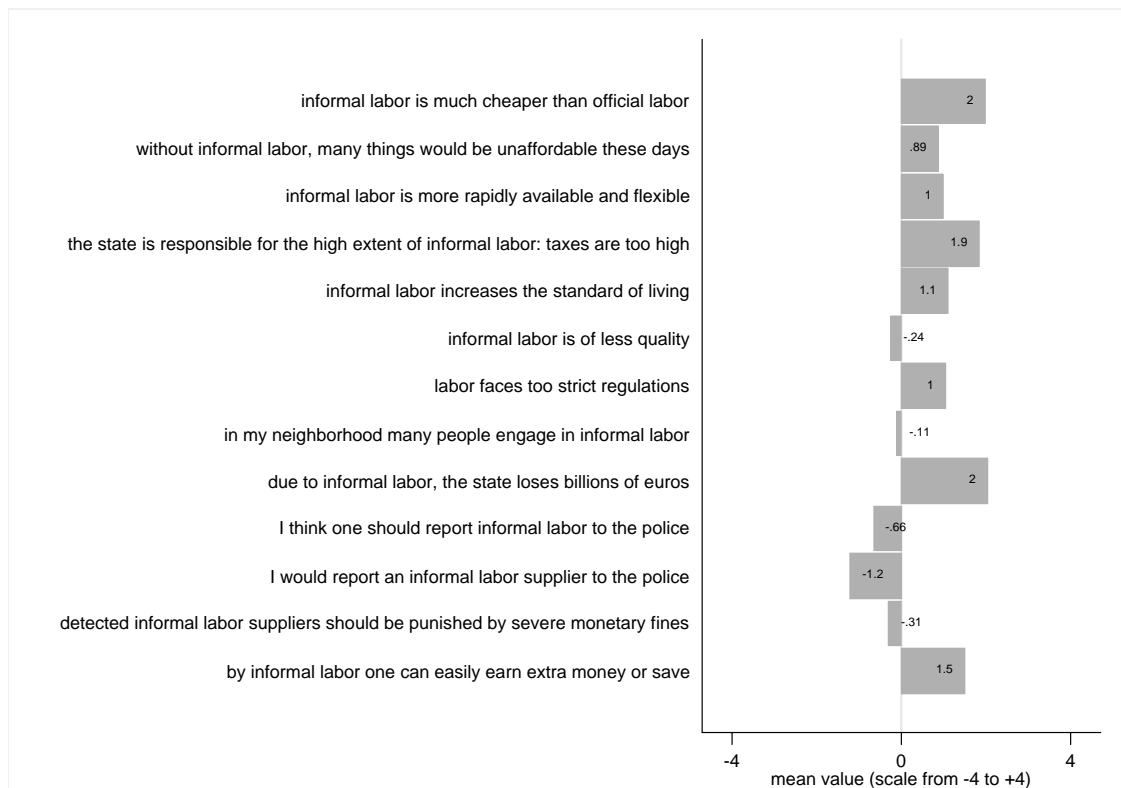 informal labor is much cheaper than official labor 2
without informal labor, many things would be unaffordable these days .89
informal labor is more rapidly available and flexible 1
the state is responsible for the high extent of informal labor: taxes are too high 1.9
informal labor increases the standard of living 1.1
informal labor is of less quality -.24
labor faces too strict regulations 1
in my neighborhood many people engage in informal labor -.11
due to informal labor, the state loses billions of euros 2
I think one should report informal labor to the police -.66
I would report an informal labor supplier to the police -1.2
detected informal labor suppliers should be punished by severe monetary fines -.31
by informal labor one can easily earn extra money or save 1.5
-4 0 4
mean value (scale from -4 to +4)